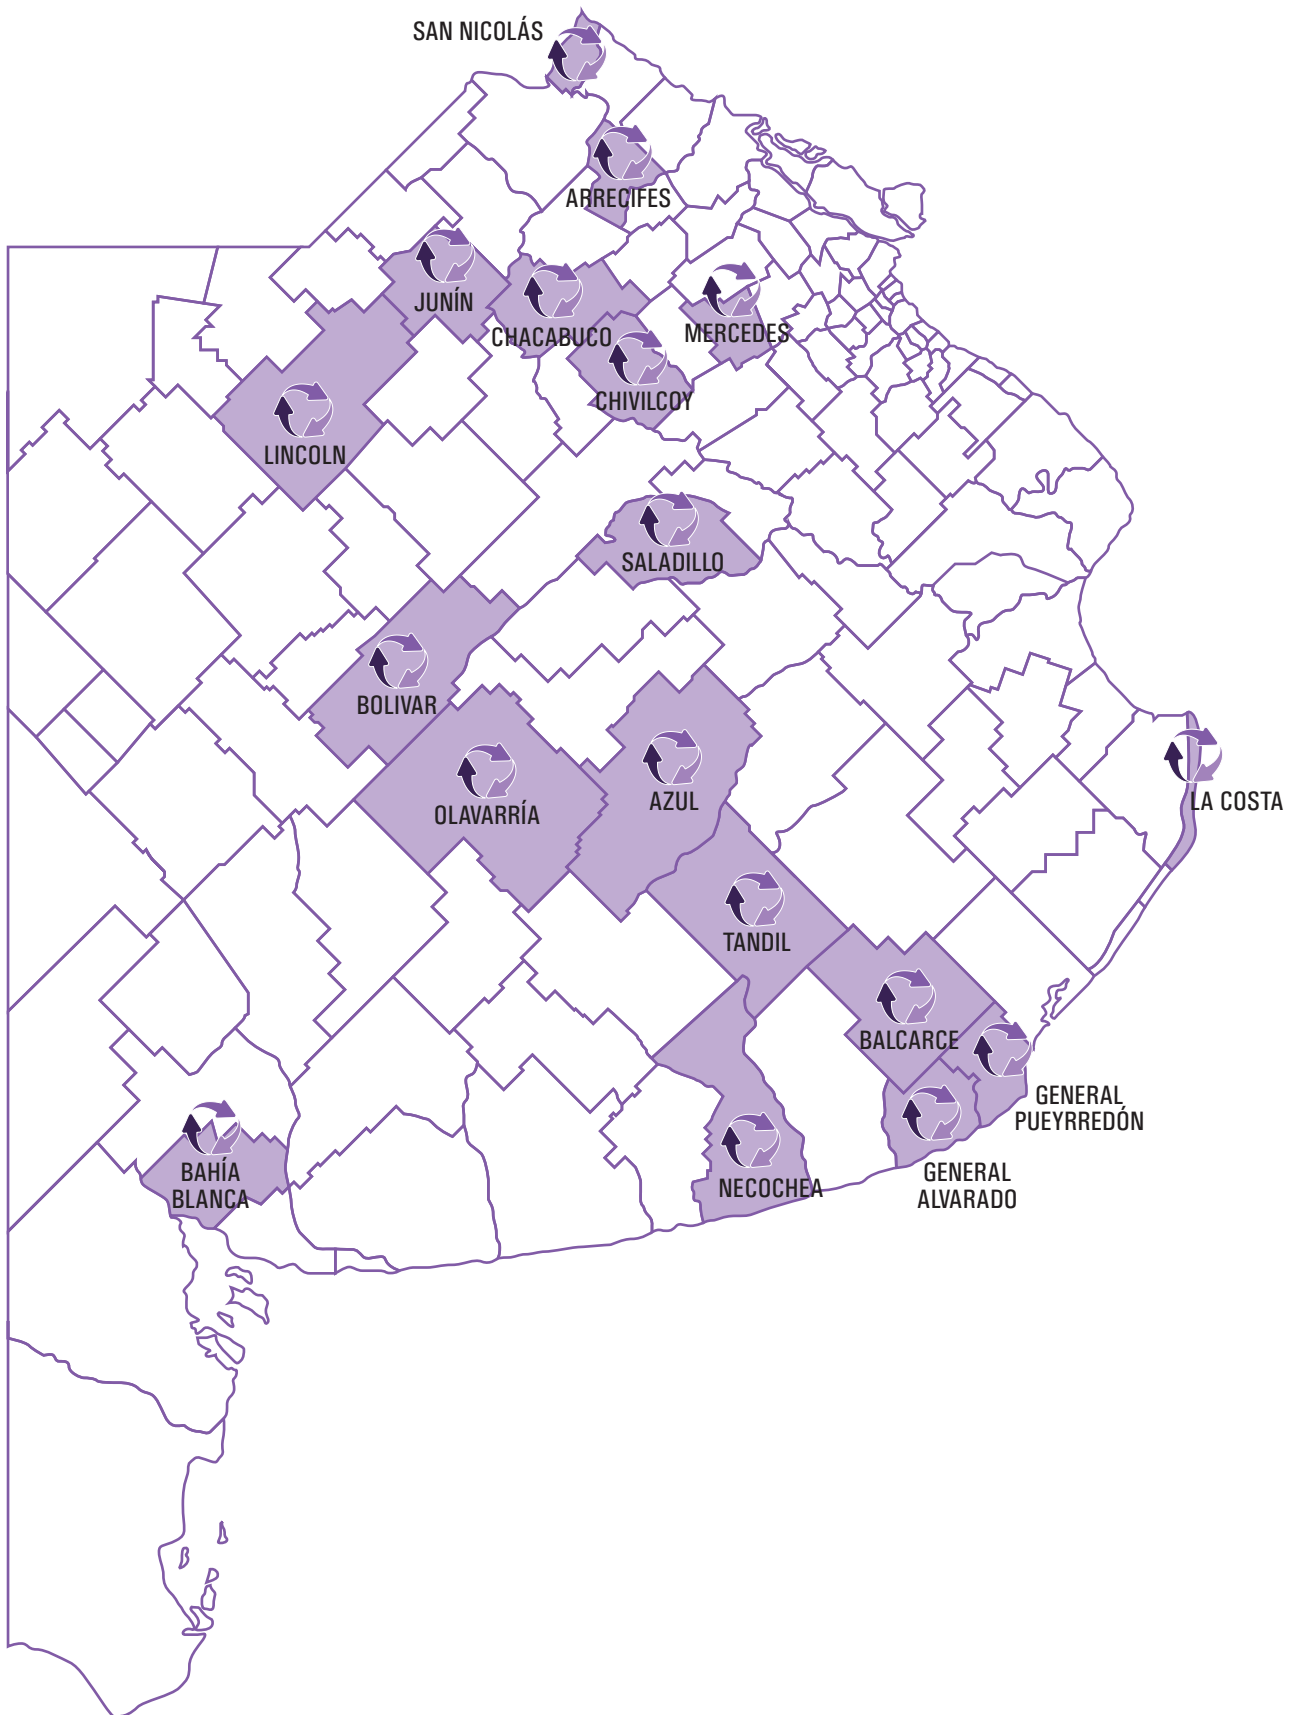 SAN NICOLÁS
ARRECIFES
JUNÍN
CHACABUCO
MERCEDES
CHIVILCOY
LINCOLN
SALADILLO
BOLIVAR
OLAVARRÍA
AZUL
LA COSTA
TANDIL
BALCARCE
GENERAL
PUEYRREDÓN
GENERAL
ALVARADO
NECOCHEA
BAHÍA
BLANCA